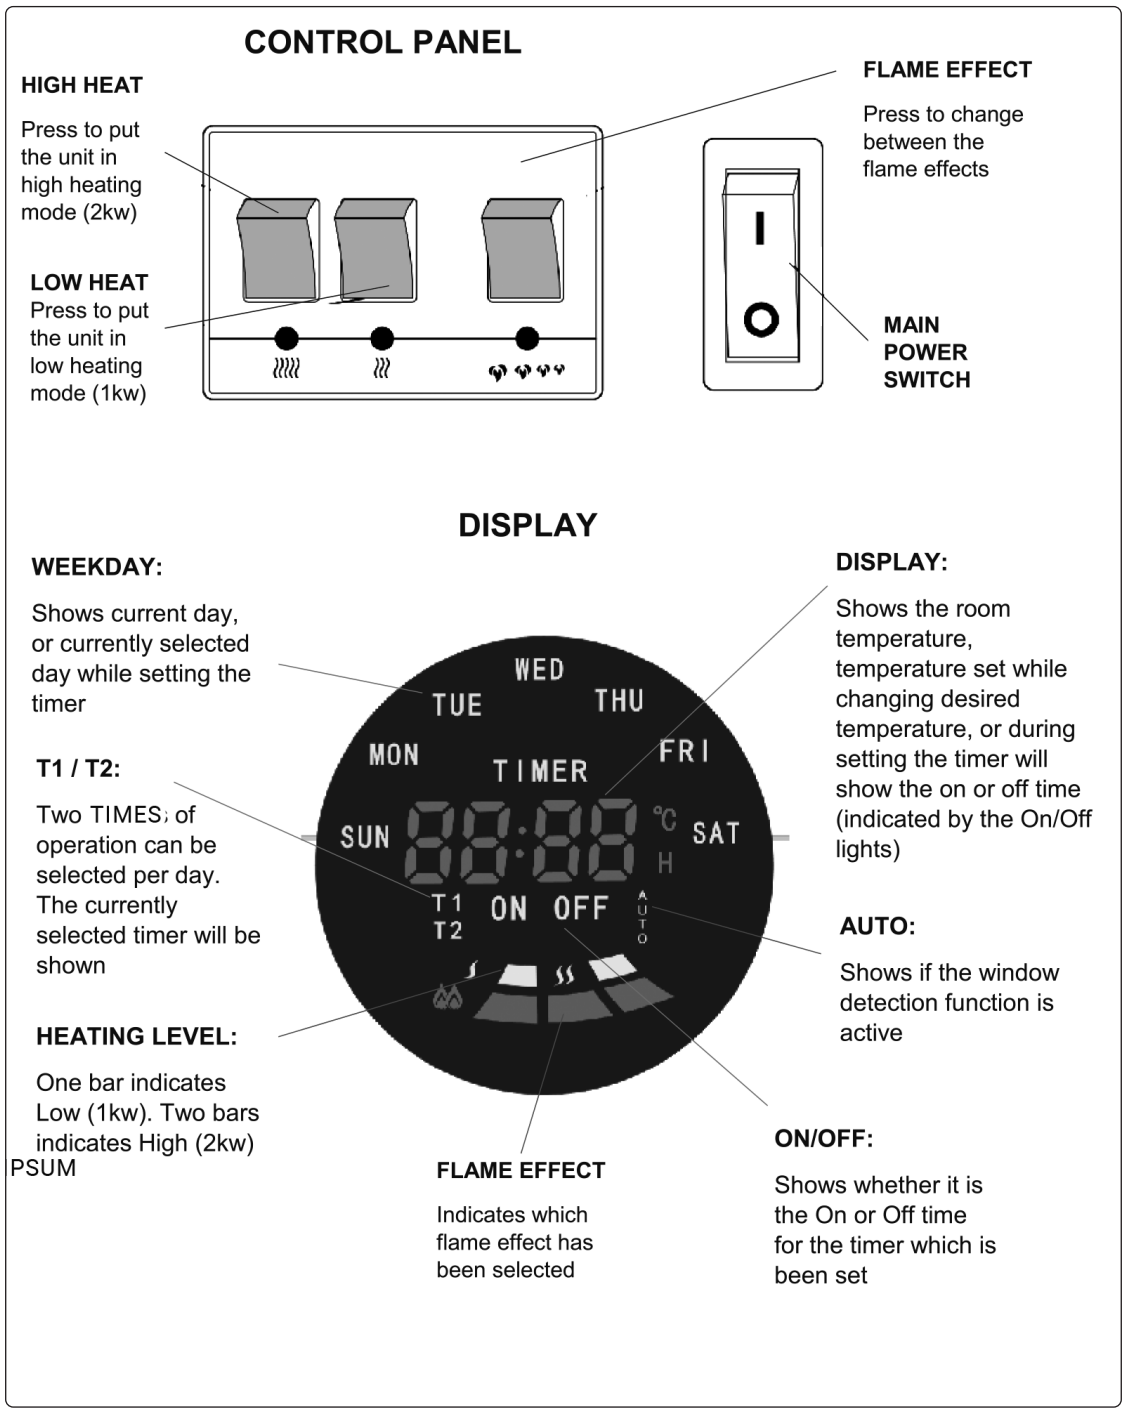 CONTROL PANEL
HIGH HEAT
Press to put
the unit in
high heating
mode (2kw)
LOW HEAT
Press to put
the unit in
low heating
mode (1kw)
FLAME EFFECT
Press to change
between the
flame effects
MAIN
POWER
SWITCH
DISPLAY
WEEKDAY:
Shows current day,
or currently selected
day while setting the
timer
T1 / T2:
Two TIMES; of
operation can be
selected per day.
The currently
selected timer will be
shown
HEATING LEVEL:
One bar indicates
Low (1kw). Two bars
indicates High (2kw)
PSUM
WED
TUE
THU
MON
FRI
TIMER
SUN
88:88
°C
H
SAT
T1
T2
ON OFF
AUTO
FLAME EFFECT
Indicates which
flame effect has
been selected
DISPLAY:
Shows the room
temperature,
temperature set while
changing desired
temperature, or during
setting the timer will
show the on or off time
(indicated by the On/Off
lights)
AUTO:
Shows if the window
detection function is
active
ON/OFF:
Shows whether it is
the On or Off time
for the timer which is
been set